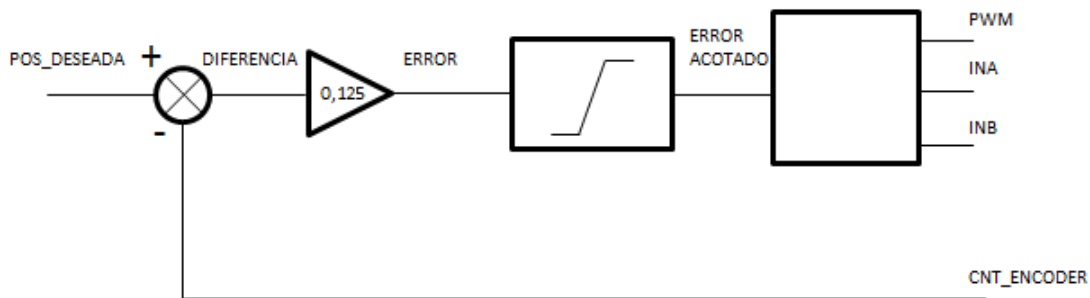 PWM
ERROR
ACOTADO
+
POS_DESEADA
DIFERENCIA
ERROR
INA
0,125
-
INB
CNT_ENCODER